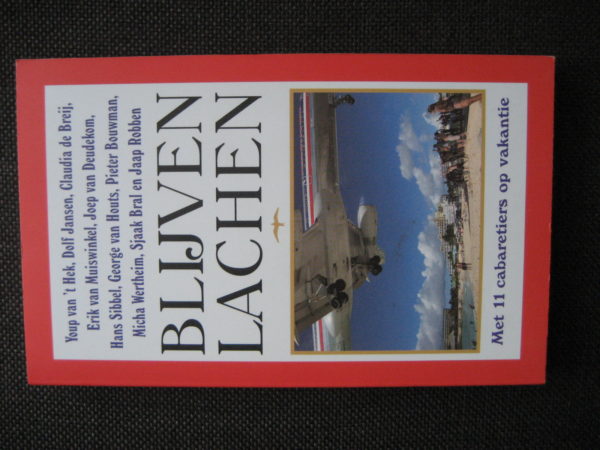 Youp van 't Hek, Dolf Jansen, Claudia de Breij,
Erik van Muiswinkel, Joep van Deudekom,
Hans Sibbel, George van Houts, Pieter Bouwman,
Micha Wertheim, Sjaak Bral en Jaap Robben
BLIJVEN
LACHEN
Met 11 cabaretiers op vakantie